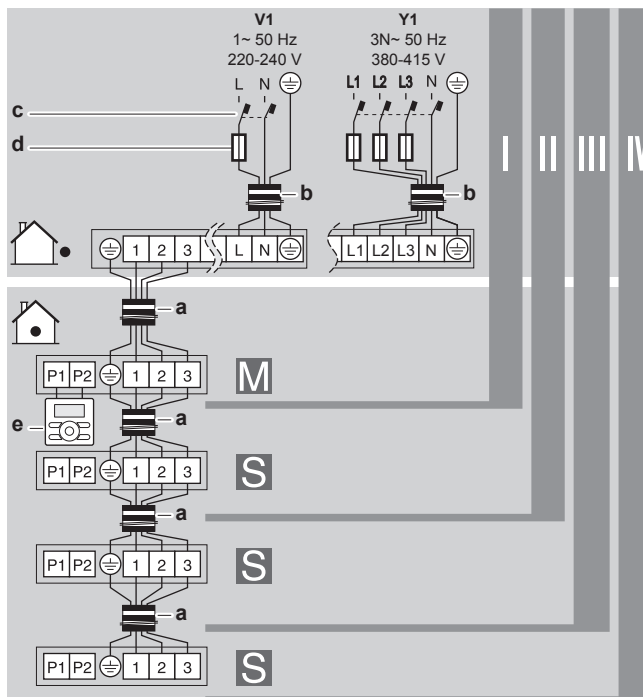 V1 Y1
1~ 50 Hz 3N~ 50 Hz
220-240 V 380-415 V
L N L1 L2 L3 N
c
d
I II III IV
b b
1 2 3 L N L1 L2 L3 N
a
P1 P2 1 2 3 M
e a
P1 P2 1 2 3 S
a
P1 P2 1 2 3 S
a
P1 P2 1 2 3 S